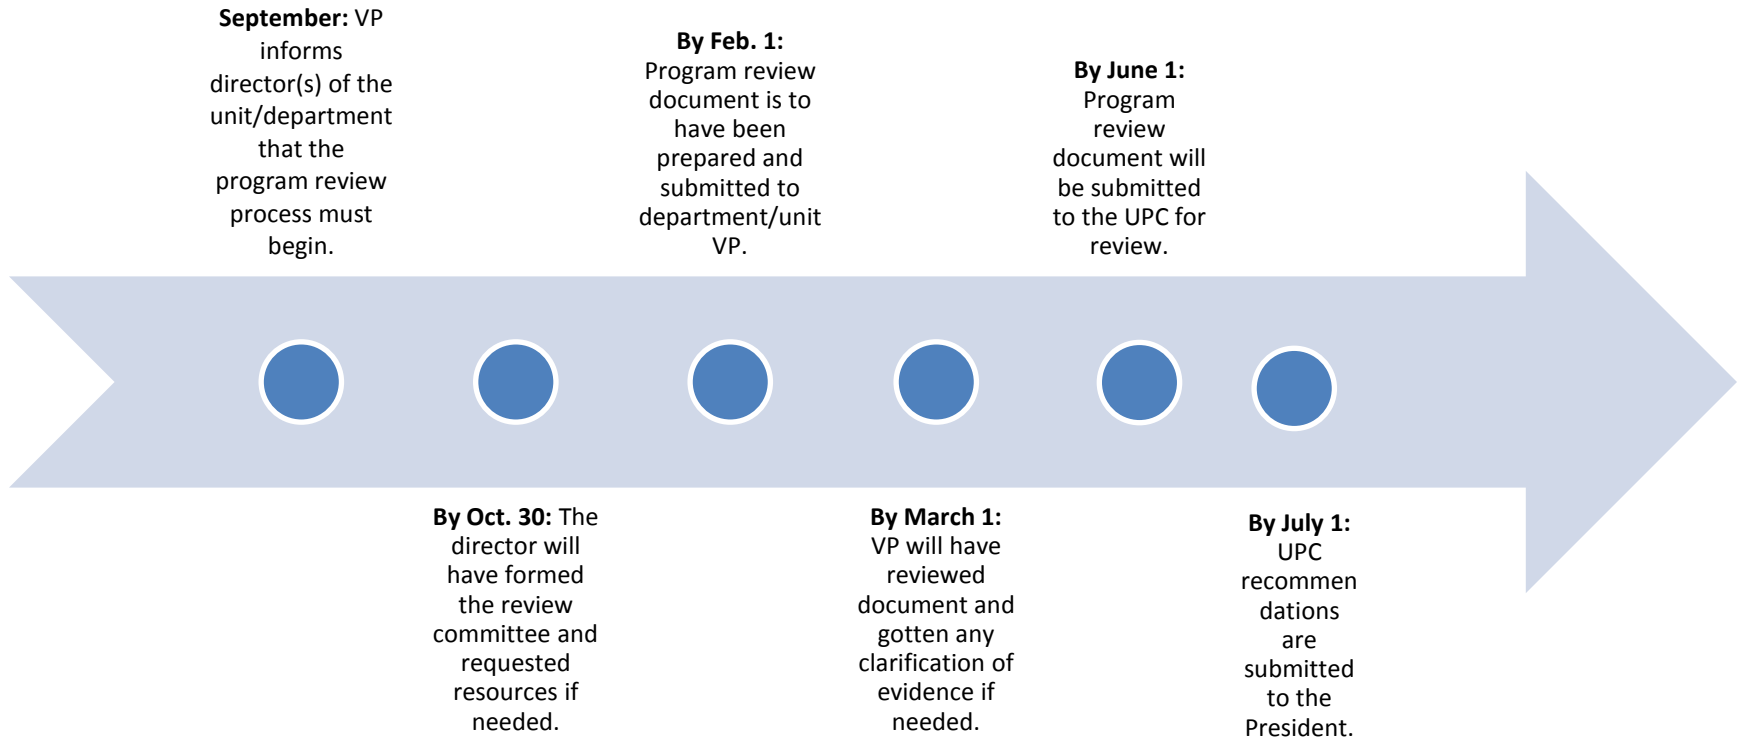 September: VP
informs
director(s) of the
unit/department
that the
program review
process must
begin.
By Oct. 30: The
director will
have formed
the review
committee and
requested
resources if
needed.
By Feb. 1:
Program review
document is to
have been
prepared and
submitted to
department/unit
VP.
By March 1:
VP will have
reviewed
document and
gotten any
clarification of
evidence if
needed.
By June 1:
Program
review
document will
be submitted
to the UPC for
review.
By July 1:
UPC
recommen
dations
are
submitted
to the
President.